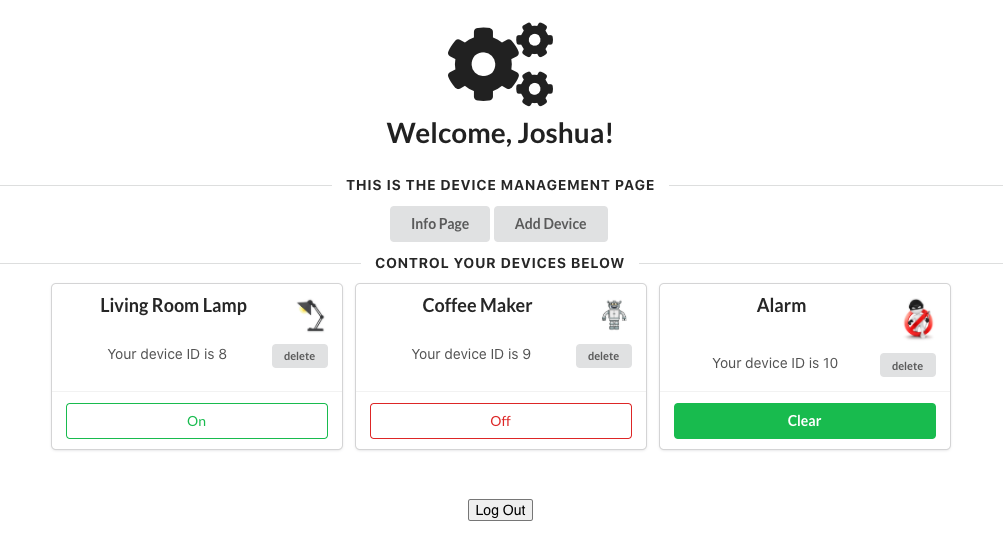 Welcome, Joshua!
THIS IS THE DEVICE MANAGEMENT PAGE
Info Page
Add Device
CONTROL YOUR DEVICES BELOW
Living Room Lamp
Your device ID is 8
delete
On
Coffee Maker
Your device ID is 9
delete
Off
Alarm
Your device ID is 10
delete
Clear
Log Out